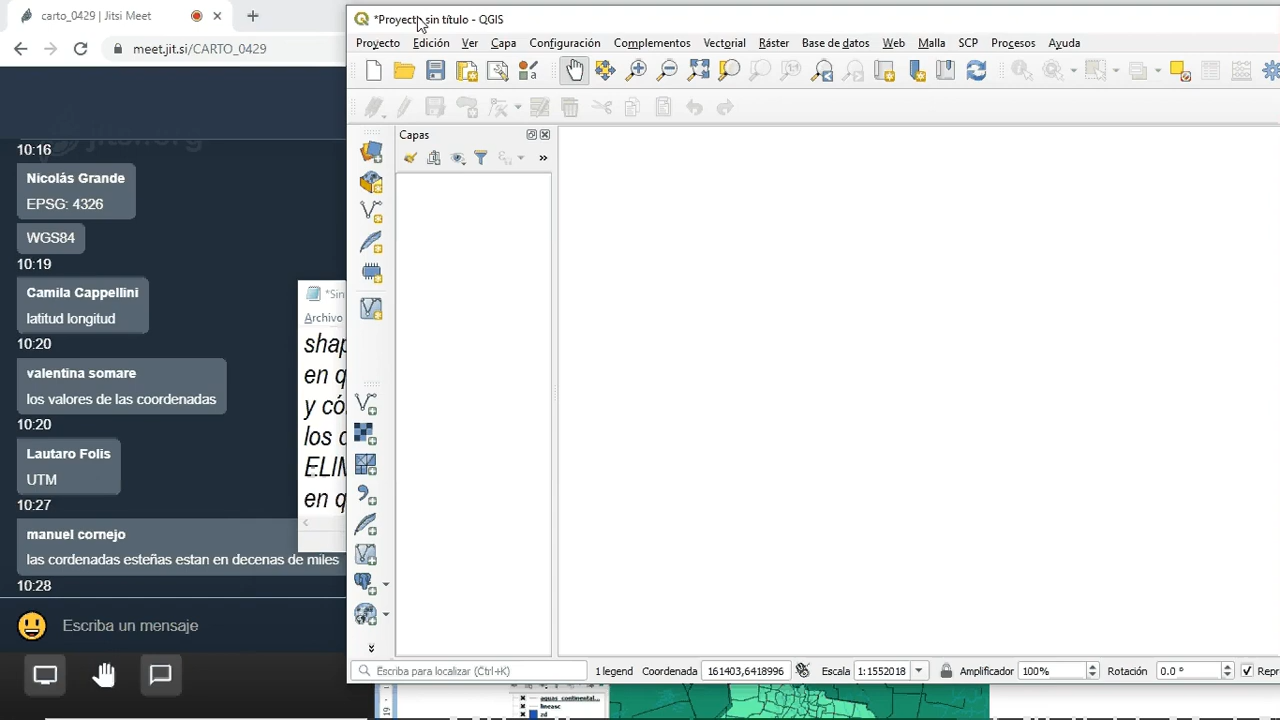 carto_0429 | Jitsi Meet
meet.jit.si/CARTO_0429
jitsi.org
10:16
Nicolás Grande
EPSG: 4326
WGS84
10:19
Camila Cappellini
latitud longitud
10:20
valentina somare
los valores de las coordenadas
10:20
Lautaro Folis
UTM
10:27
manuel cornejo
las cordenadas esteñas estan en decenas de miles
10:28
Escriba un mensaje
*Sin
Archivo
shap
en q
y có
los
ELIM
en q
*Proyecto sin título - QGIS
Proyecto Edición Ver Capa Configuración Complementos Vectorial Ráster Base de datos Web Malla SCP Procesos Ayuda
Capas
Escriba para localizar (Ctrl+K) 1 legend Coordenada 161403,6418996 Escala 1:1552018 Amplificador 100% Rotación 0.0 ° Repr
aguas_continental...
lineasc